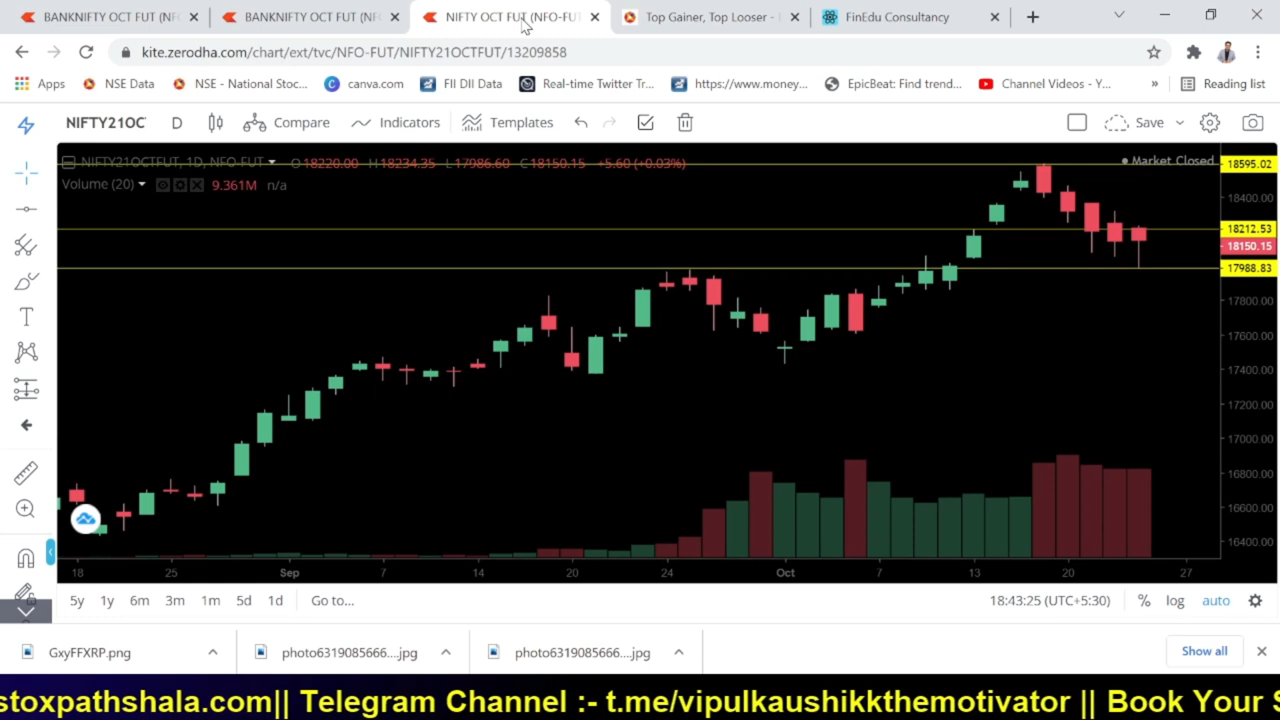 BANKNIFTY OCT FUT (NF
BANKNIFTY OCT FUT (NF
NIFTY OCT FUT (NFO-FU
Top Gainer, Top Looser -
FinEdu Consultancy
kite.zerodha.com/chart/ext/tvc/NFO-FUT/NIFTY21OCTFUT/13209858
Apps
NSE Data
NSE - National Stoc...
canva.com
FII DII Data
Real-time Twitter Tr...
https://www.money...
EpicBeat: Find trend...
Channel Videos - Y...
»
Reading list
NIFTY21OC
D
Compare
Indicators
Templates
Save
NIFTY21OCTFUT, 1D, NFO-FUT
O18220.00 H18234.35 L17986.60 C18150.15 +5.60 (+0.03%)
Market Closed
Volume (20)
9.361M n/a
18595.02
18400.00
18212.53
18150.15
17988.83
17800.00
17600.00
17400.00
17200.00
17000.00
16800.00
16600.00
16400.00
18 25 Sep 7 14 20 24 Oct 7 13 20 27
5y 1y 6m 3m 1m 5d 1d Go to...
18:43:25 (UTC+5:30) % log auto
GxyFFXRP.png
photo6319085666....jpg
photo6319085666....jpg
Show all
stoxpathshala.com|| Telegram Channel :- t.me/vipulkaushikkthemotivator || Book Your S